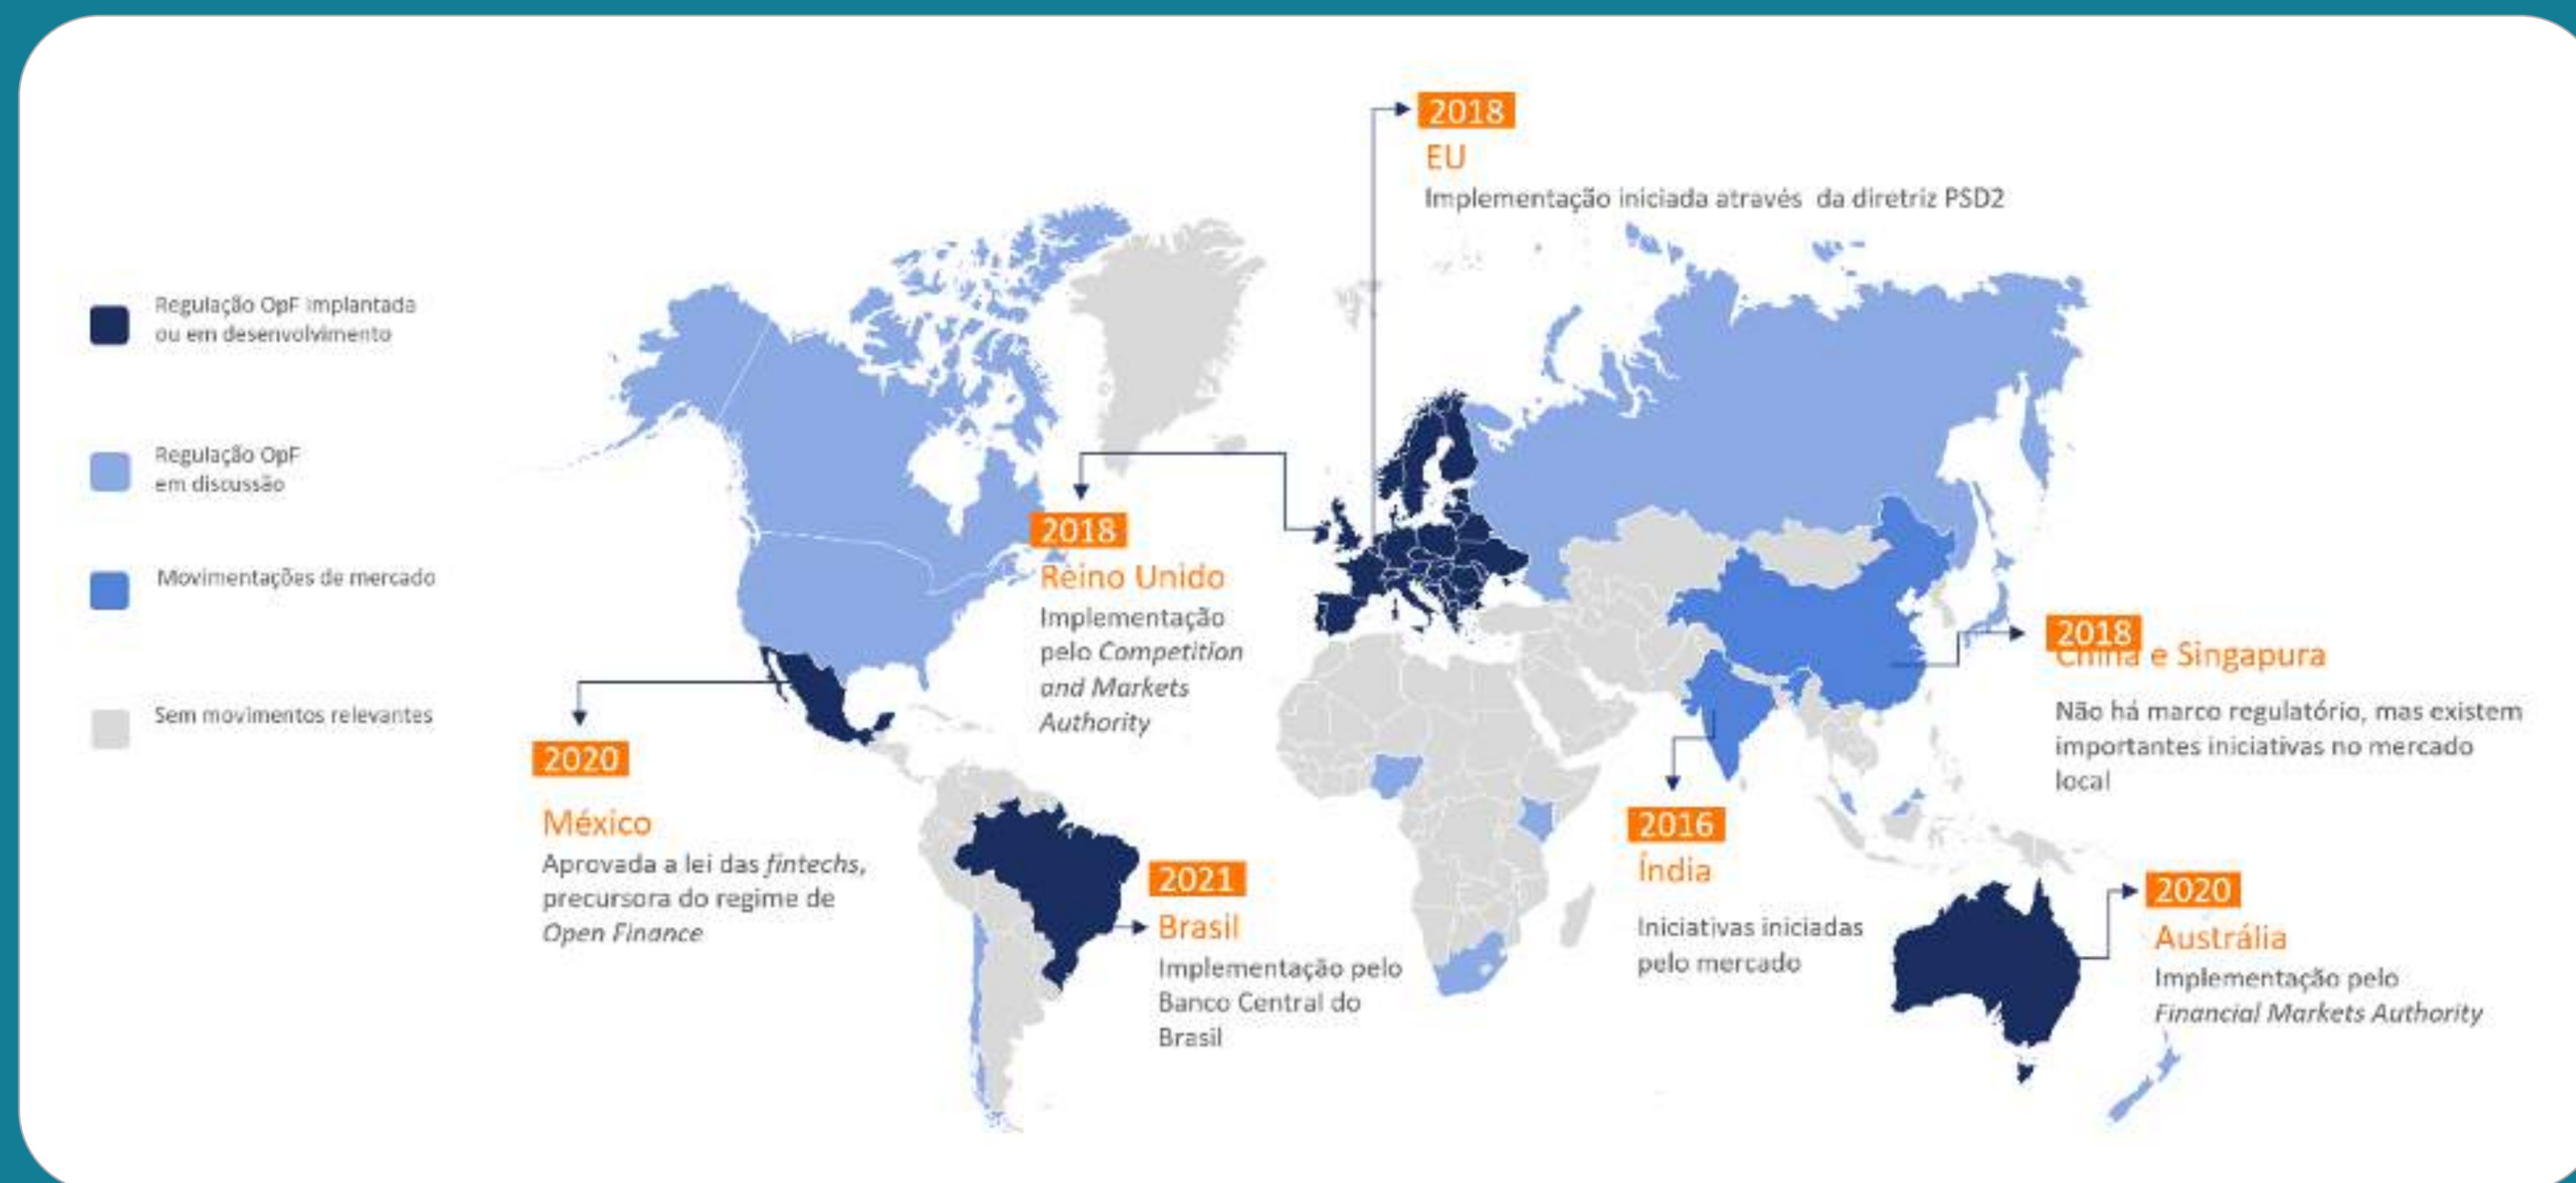 Regulação OpF implantada
ou em desenvolvimento
Regulação OpF
em discussão
Movimentações de mercado
Sem movimentos relevantes
2018
EU
Implementação iniciada através da diretriz PSD2
2018
Reino Unido
Implementação
pelo Competition
and Markets
Authority
2020
México
Aprovada a lei das fintechs,
precursora do regime de
Open Finance
2021
Brasil
Implementação pelo
Banco Central do
Brasil
2018
China e Singapura
Não há marco regulatório, mas existem
importantes iniciativas no mercado
local
2016
Índia
Iniciativas iniciadas
pelo mercado
2020
Austrália
Implementação pelo
Financial Markets Authority